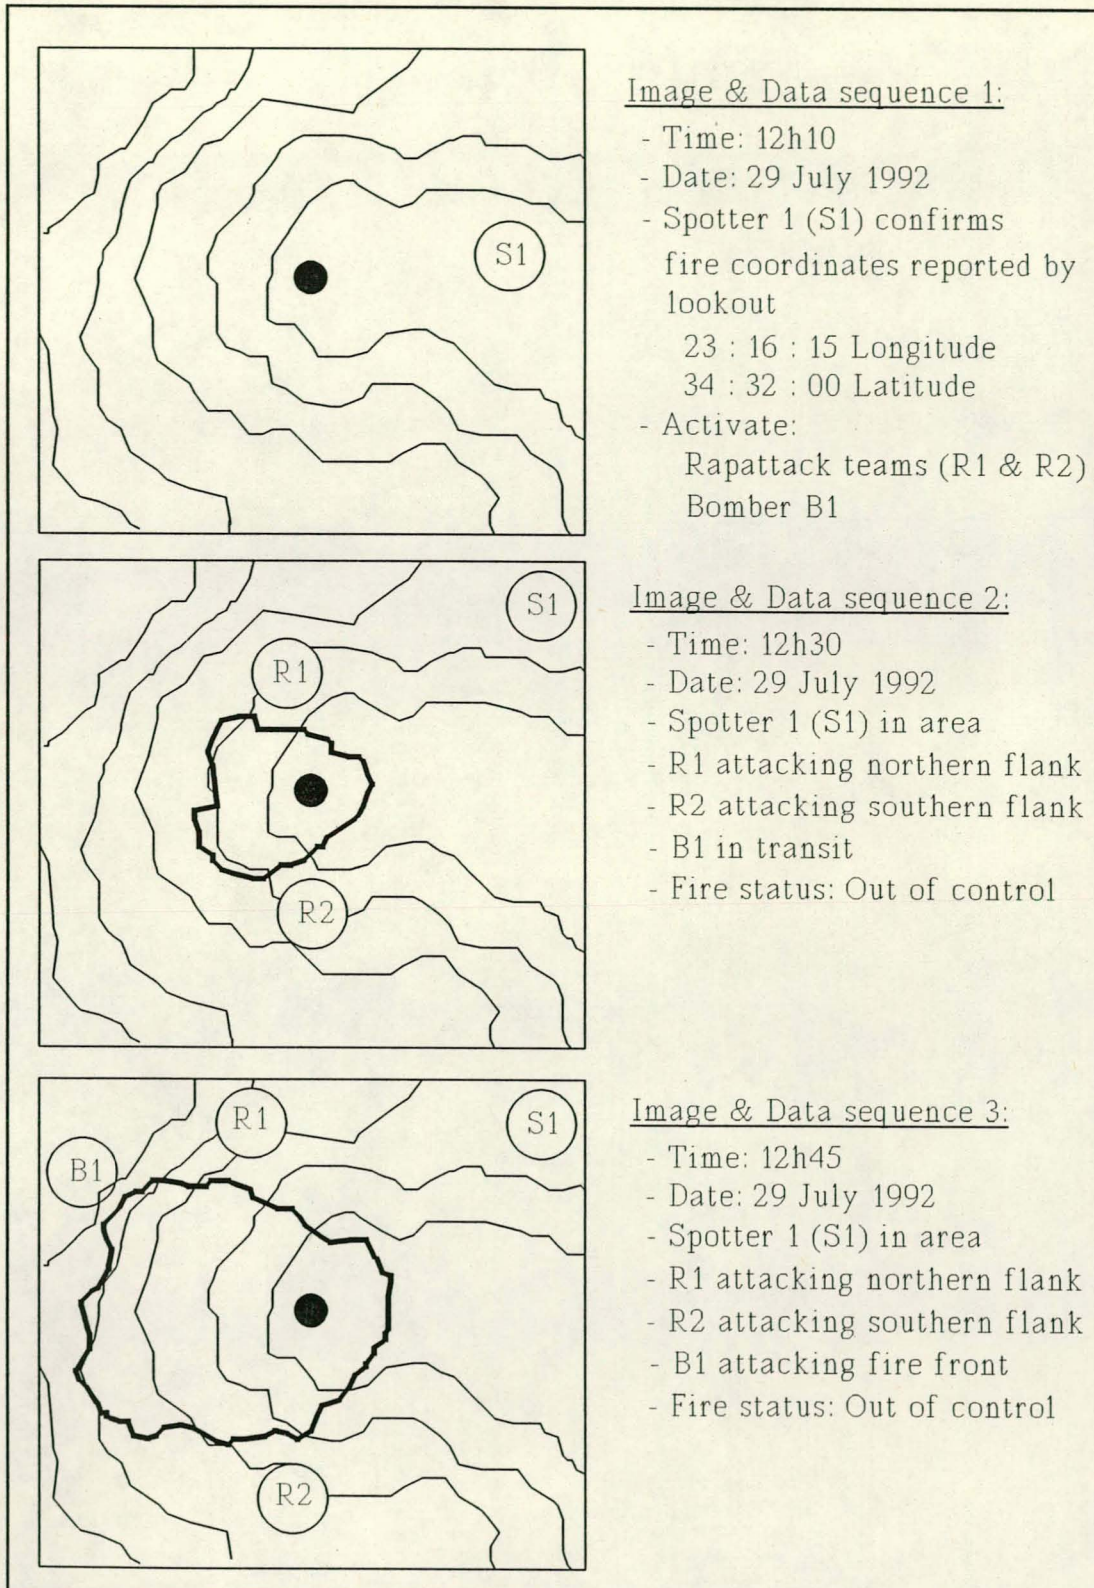 S1
Image & Data sequence 1:
- Time: 12h10
- Date: 29 July 1992
- Spotter 1 (S1) confirms
fire coordinates reported by
lookout
23 : 16 : 15 Longitude
34 : 32 : 00 Latitude
- Activate:
Rapattack teams (R1 & R2)
Bomber B1
S1
R1
R2
Image & Data sequence 2:
- Time: 12h30
- Date: 29 July 1992
- Spotter 1 (S1) in area
- R1 attacking northern flank
- R2 attacking southern flank
- B1 in transit
- Fire status: Out of control
R1
S1
B1
R2
Image & Data sequence 3:
- Time: 12h45
- Date: 29 July 1992
- Spotter 1 (S1) in area
- R1 attacking northern flank
- R2 attacking southern flank
- B1 attacking fire front
- Fire status: Out of control